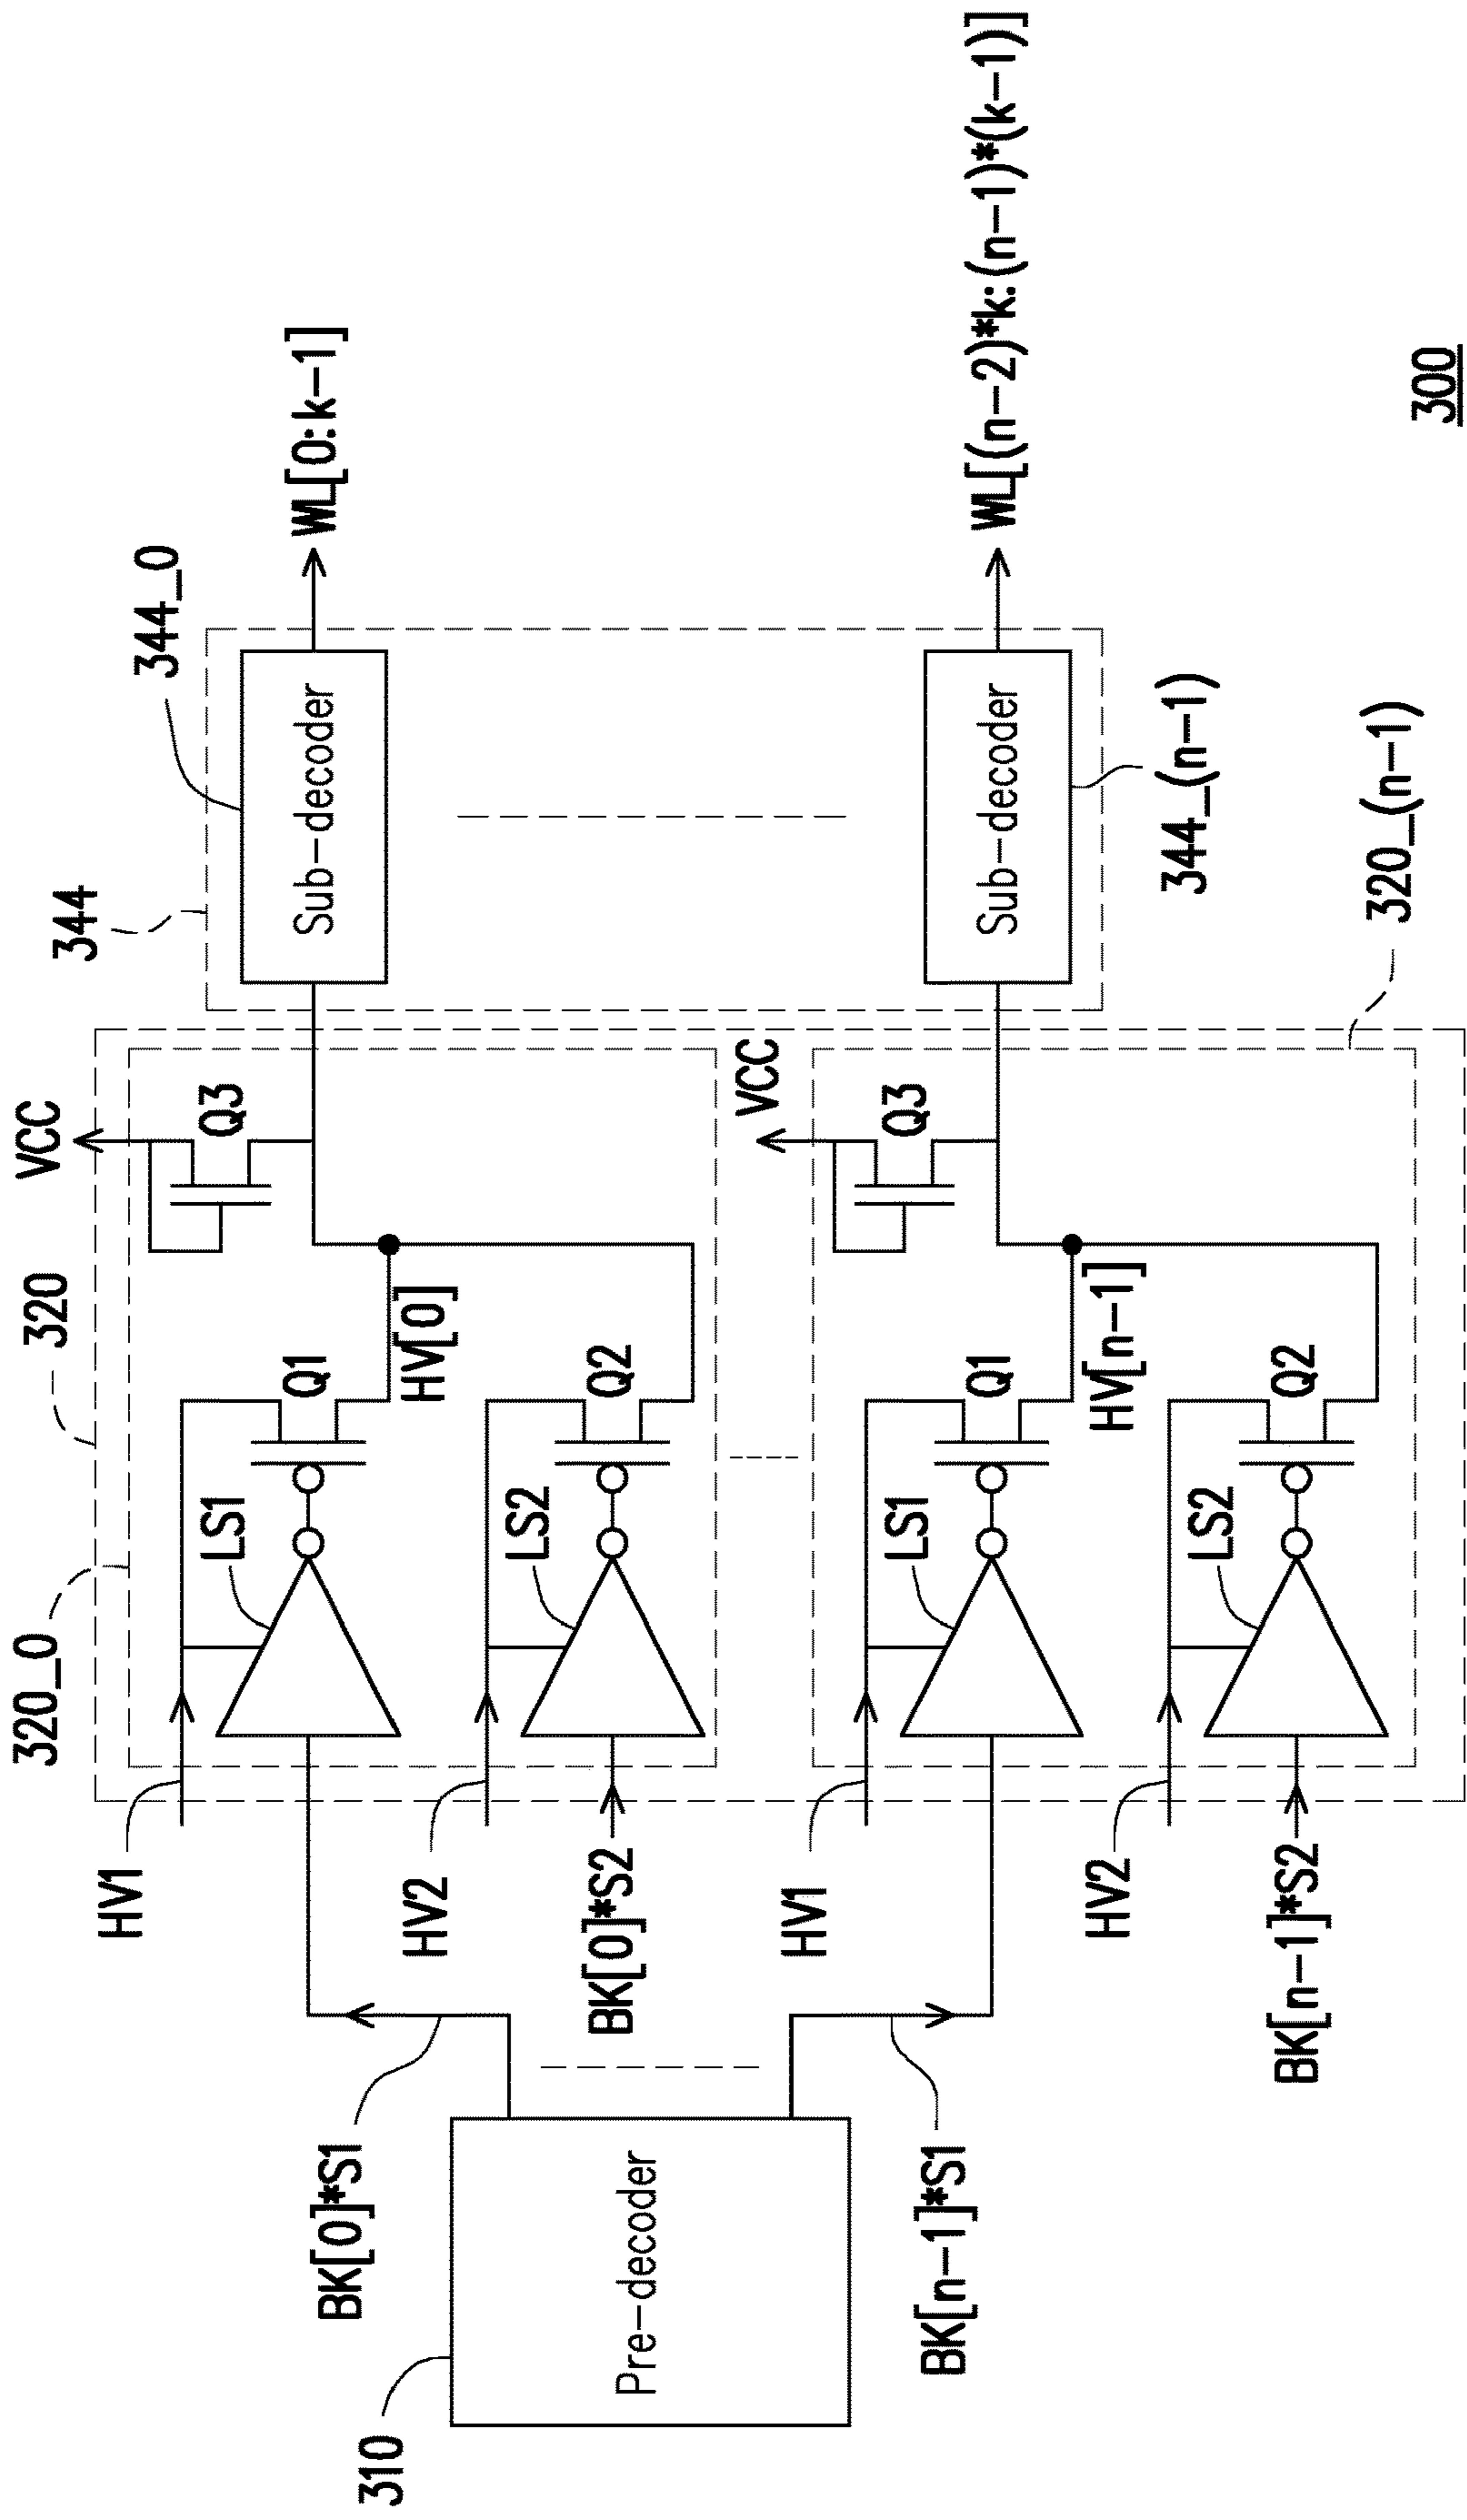 VCC
344_0
344
320
Q3
WL[0:k-1]
320_0
Sub-decoder
HV1
LS1
Q1
HV[0]
BK[0]*S1
HV2
LS2
Q2
BK[0]*S2
310
Pre-decoder
VCC
Q3
HV1
LS1
Q1
HV[n-1]
Sub-decoder
WL[(n-2)*k:(n-1)*(k-1)]
BK[n-1]*S1
HV2
LS2
Q2
344_(n-1)
BK[n-1]*S2
320_(n-1)
300